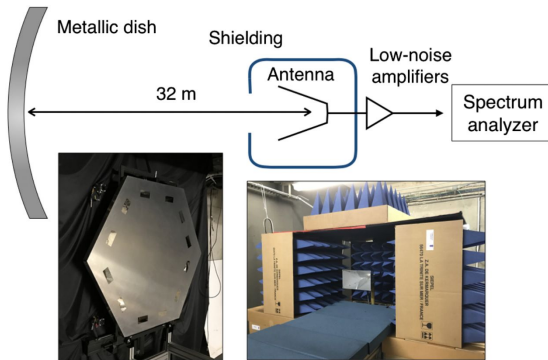 Metallic dish
Shielding
Low-noise
amplifiers
Antenna
32 m
Spectrum
analyzer